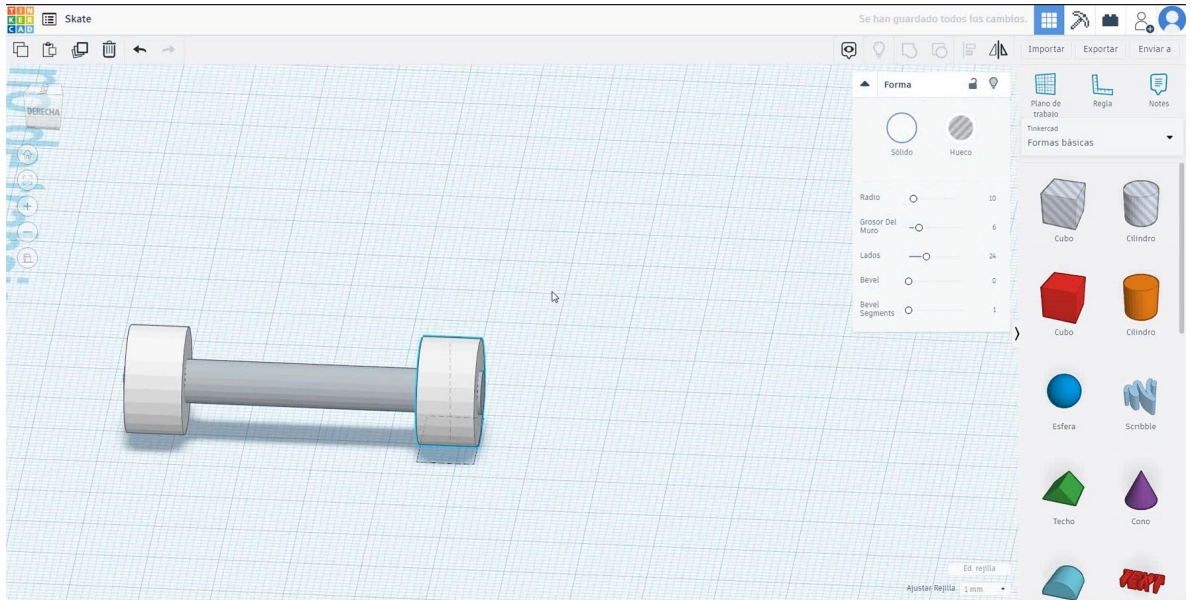 TIN
KER
CAD
Skate
Se han guardado todos los cambios.
Importar
Exportar
Enviar a
DERECHA
Forma
Sólido
Hueco
Radio
10
Grosor Del
Muro
6
Lados
24
Bevel
0
Bevel
Segments
1
Plano de
trabajo
Regla
Notes
Tinkercad
Formas básicas
Cubo
Cilindro
Cubo
Cilindro
Esfera
Scribble
Techo
Cono
TEXT
Ed. rejilla
Ajustar Rejilla
1 mm